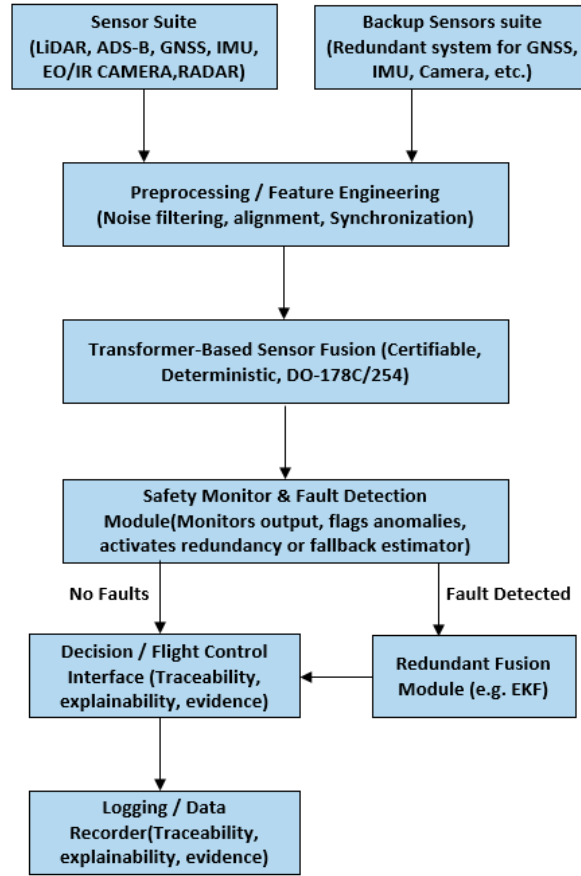 Sensor Suite
(LiDAR, ADS-B, GNSS, IMU,
EO/IR CAMERA,RADAR)
Backup Sensors suite
(Redundant system for GNSS,
IMU, Camera, etc.)
Preprocessing / Feature Engineering
(Noise filtering, alignment, Synchronization)
Transformer-Based Sensor Fusion (Certifiable,
Deterministic, DO-178C/254)
Safety Monitor & Fault Detection
Module(Monitors output, flags anomalies,
activates redundancy or fallback estimator)
No Faults
Fault Detected
Decision / Flight Control
Interface (Traceability,
explainability, evidence)
Redundant Fusion
Module (e.g. EKF)
Logging / Data
Recorder(Traceability,
explainability, evidence)